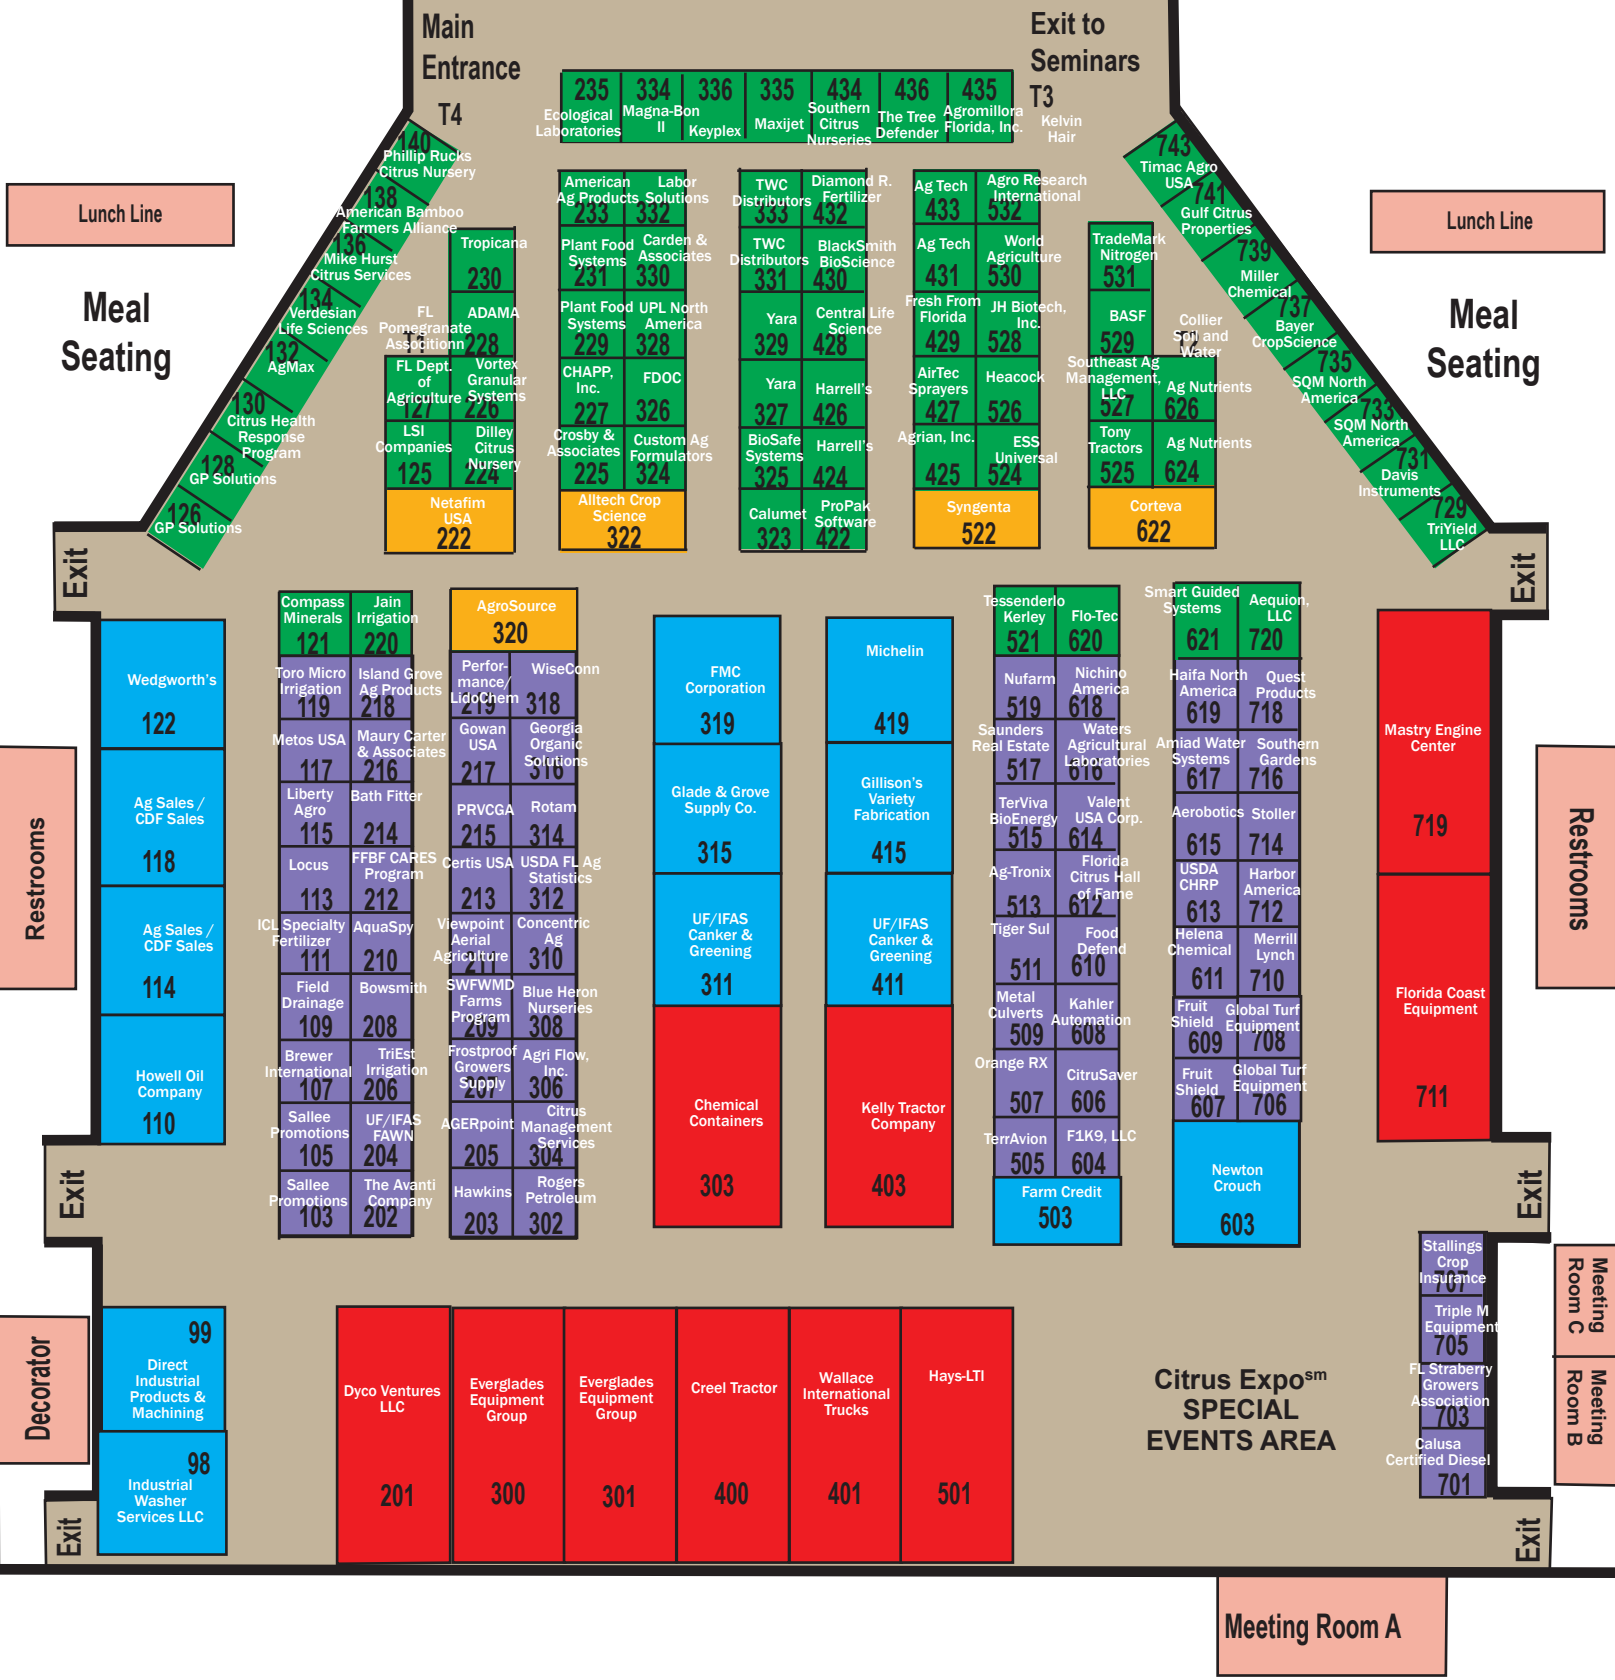 Main
Entrance
T4
Exit to
Seminars
T3
Kelvin
Hair
235
Ecological
Laboratories
334
Magna-Bon
II
336
Keyplex
335
Maxijet
434
Southern
Citrus
Nurseries
436
The Tree
Defender
435
Agromillora
Florida, Inc.
Lunch Line
Meal
Seating
Lunch Line
Meal
Seating
140
Phillip Rucks
Citrus Nursery
138
American Bamboo
Farmers Alliance
136
Mike Hurst
Citrus Services
134
Verdesian
Life Sciences
132
AgMax
130
Citrus Health
Response
Program
128
GP Solutions
126
GP Solutions
Tropicana
230
FL
Pomegranate
Associtionn
ADAMA
228
FL Dept.
of
Agriculture
127
Vortex
Granular
Systems
226
LSI
Companies
125
Dilley
Citrus
Nursery
224
Netafim
USA
222
American
Ag Products
233
Labor
Solutions
332
Plant Food
Systems
231
Carden &
Associates
330
Plant Food
Systems
229
UPL North
America
328
CHAPP,
Inc.
227
FDOC
326
Crosby &
Associates
225
Custom Ag
Formulators
324
Alltech Crop
Science
322
TWC
Distributors
333
Diamond R.
Fertilizer
432
TWC
Distributors
331
BlackSmith
BioScience
430
Yara
329
Central Life
Science
428
Yara
327
Harrell's
426
BioSafe
Systems
325
Harrell's
424
Calumet
323
ProPak
Software
422
Ag Tech
433
Agro Research
International
532
Ag Tech
431
World
Agriculture
530
Fresh From
Florida
429
JH Biotech,
Inc.
528
AirTec
Sprayers
427
Heacock
526
Agrian, Inc.
425
ESS
Universal
524
Syngenta
522
TradeMark
Nitrogen
531
BASF
529
Collier
Soil and
Water
T2
Southeast Ag
Management,
LLC
527
Ag Nutrients
626
Tony
Tractors
525
Ag Nutrients
624
Corteva
622
743
Timac Agro
USA
741
Gulf Citrus
Properties
739
Miller
Chemical
737
Bayer
CropScience
735
SQM North
America
733
SQM North
America
731
Davis
Instruments
729
TriYield
LLC
Exit
Exit
Wedgworth's
122
Ag Sales /
CDF Sales
118
Ag Sales /
CDF Sales
114
Howell Oil
Company
110
Restrooms
Compass
Minerals
121
Jain
Irrigation
220
Toro Micro
Irrigation
119
Island Grove
Ag Products
218
Metos USA
117
Maury Carter
& Associates
216
Liberty
Agro
115
Bath Fitter
214
Locus
113
FFBF CARES
Program
212
ICL Specialty
Fertilizer
111
AquaSpy
210
Field
Drainage
109
Bowsmith
208
Brewer
International
107
TriEst
Irrigation
206
Sallee
Promotions
105
UF/IFAS
FAWN
204
Sallee
Promotions
103
The Avanti
Company
202
AgroSource
320
Perfor-
mance/
LidoChem
219
WiseConn
318
Gowan
USA
217
Georgia
Organic
Solutions
316
PRVCGA
215
Rotam
314
Certis USA
213
USDA FL Ag
Statistics
312
Viewpoint
Aerial
Agriculture
211
Concentric
Ag
310
SWFWMD
Farms
Program
209
Blue Heron
Nurseries
308
Frostproof
Growers
Supply
207
Agri Flow,
Inc.
306
AGERpoint
205
Citrus
Management
Services
304
Hawkins
203
Rogers
Petroleum
302
FMC
Corporation
319
Glade & Grove
Supply Co.
315
UF/IFAS
Canker &
Greening
311
Chemical
Containers
303
Michelin
419
Gillison's
Variety
Fabrication
415
UF/IFAS
Canker &
Greening
411
Kelly Tractor
Company
403
Tessenderlo
Kerley
521
Flo-Tec
620
Nufarm
519
Nichino
America
618
Saunders
Real Estate
517
Waters
Agricultural
Laboratories
616
TerViva
BioEnergy
515
Valent
USA Corp.
614
Ag-Tronix
513
Florida
Citrus Hall
of Fame
612
Tiger Sul
511
Food
Defend
610
Metal
Culverts
509
Kahler
Automation
608
Orange RX
507
CitruSaver
606
TerrAvion
505
F1K9, LLC
604
Farm Credit
503
Smart Guided
Systems
621
Aequion,
LLC
720
Haifa North
America
619
Quest
Products
718
Amiad Water
Systems
617
Southern
Gardens
716
Aerobotics
615
Stoller
714
USDA
CHRP
613
Harbor
America
712
Helena
Chemical
611
Merrill
Lynch
710
Fruit
Shield
609
Global Turf
Equipment
708
Fruit
Shield
607
Global Turf
Equipment
706
Newton
Crouch
603
Mastry Engine
Center
719
Florida Coast
Equipment
711
Restrooms
Exit
Exit
Decorator
99
Direct
Industrial
Products &
Machining
98
Industrial
Washer
Services LLC
Dyco Ventures
LLC
201
Everglades
Equipment
Group
300
Everglades
Equipment
Group
301
Creel Tractor
400
Wallace
International
Trucks
401
Hays-LTI
501
Citrus Exposm
SPECIAL
EVENTS AREA
Stallings
Crop
Insurance
707
Triple M
Equipment
705
FL Straberry
Growers
Association
703
Calusa
Certified Diesel
701
Meeting
Room C
Meeting
Room B
Exit
Exit
Meeting Room A